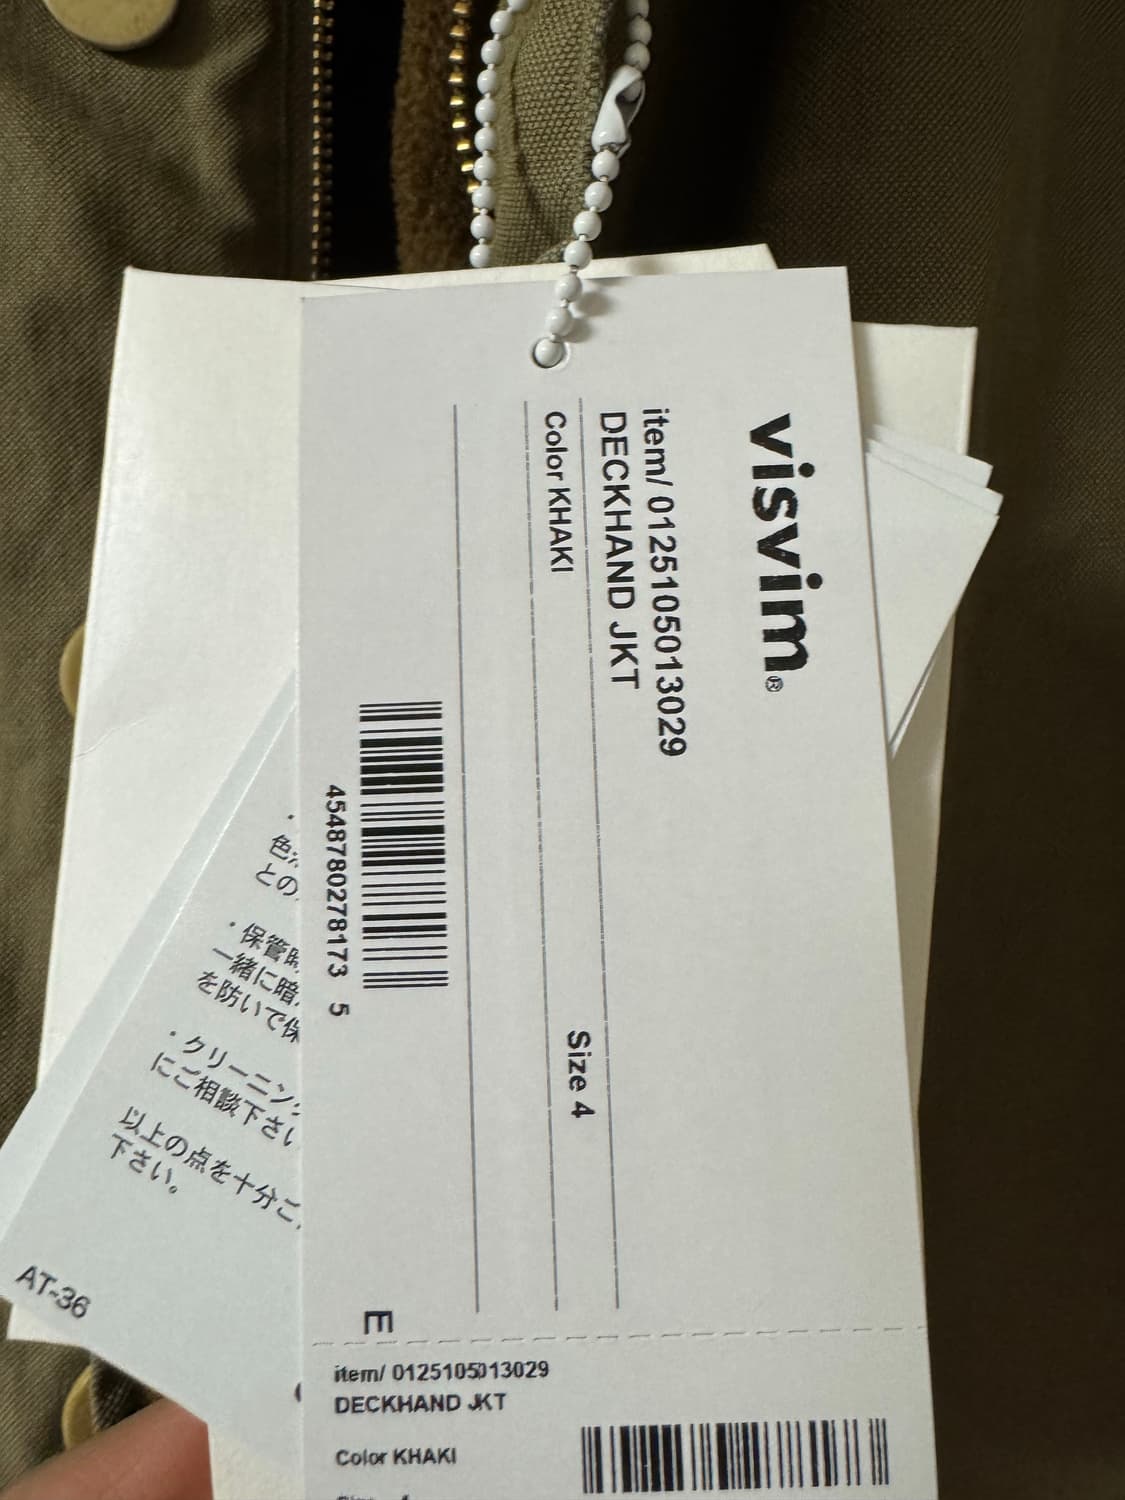 visvim®
item/ 0125105013029
DECKHAND JKT
Color KHAKI
Size 4
4548780278173 5
E
item/ 0125105013029
DECKHAND JKT
Color KHAKI
・
色
との
・保管時
一緒に暗
を防いで保
・クリーニン
にご相談下さい
以上の点を十分ご
下さい。
AT-36